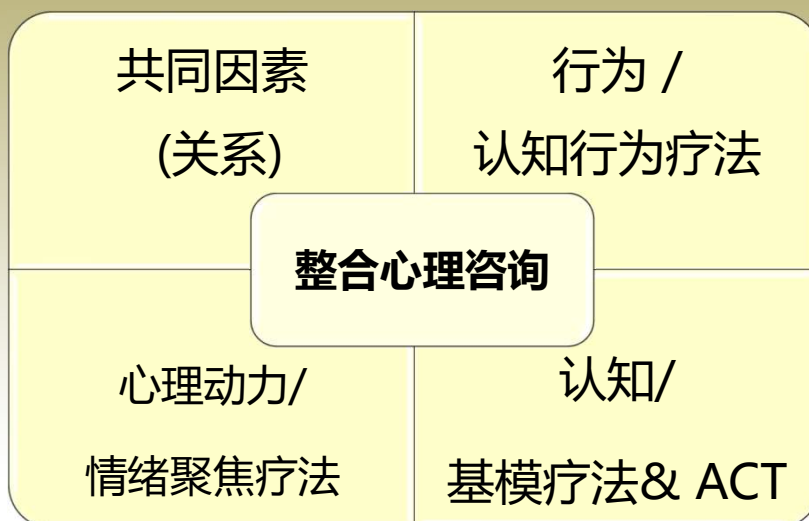 共同因素
(关系)
行为 /
认知行为疗法
整合心理咨询
心理动力/
情绪聚焦疗法
认知/
基模疗法& ACT